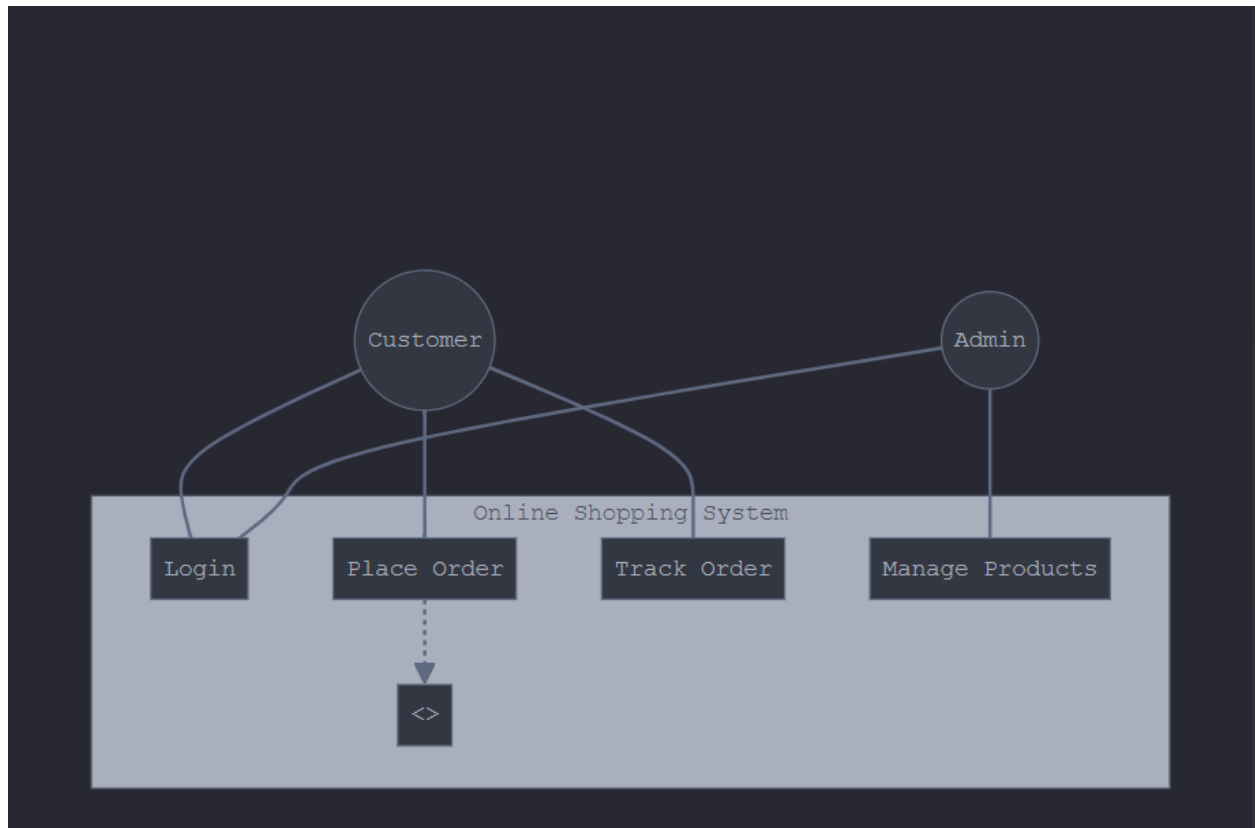 Customer
Admin
Online Shopping System
Login
Place Order
Track Order
Manage Products
<>